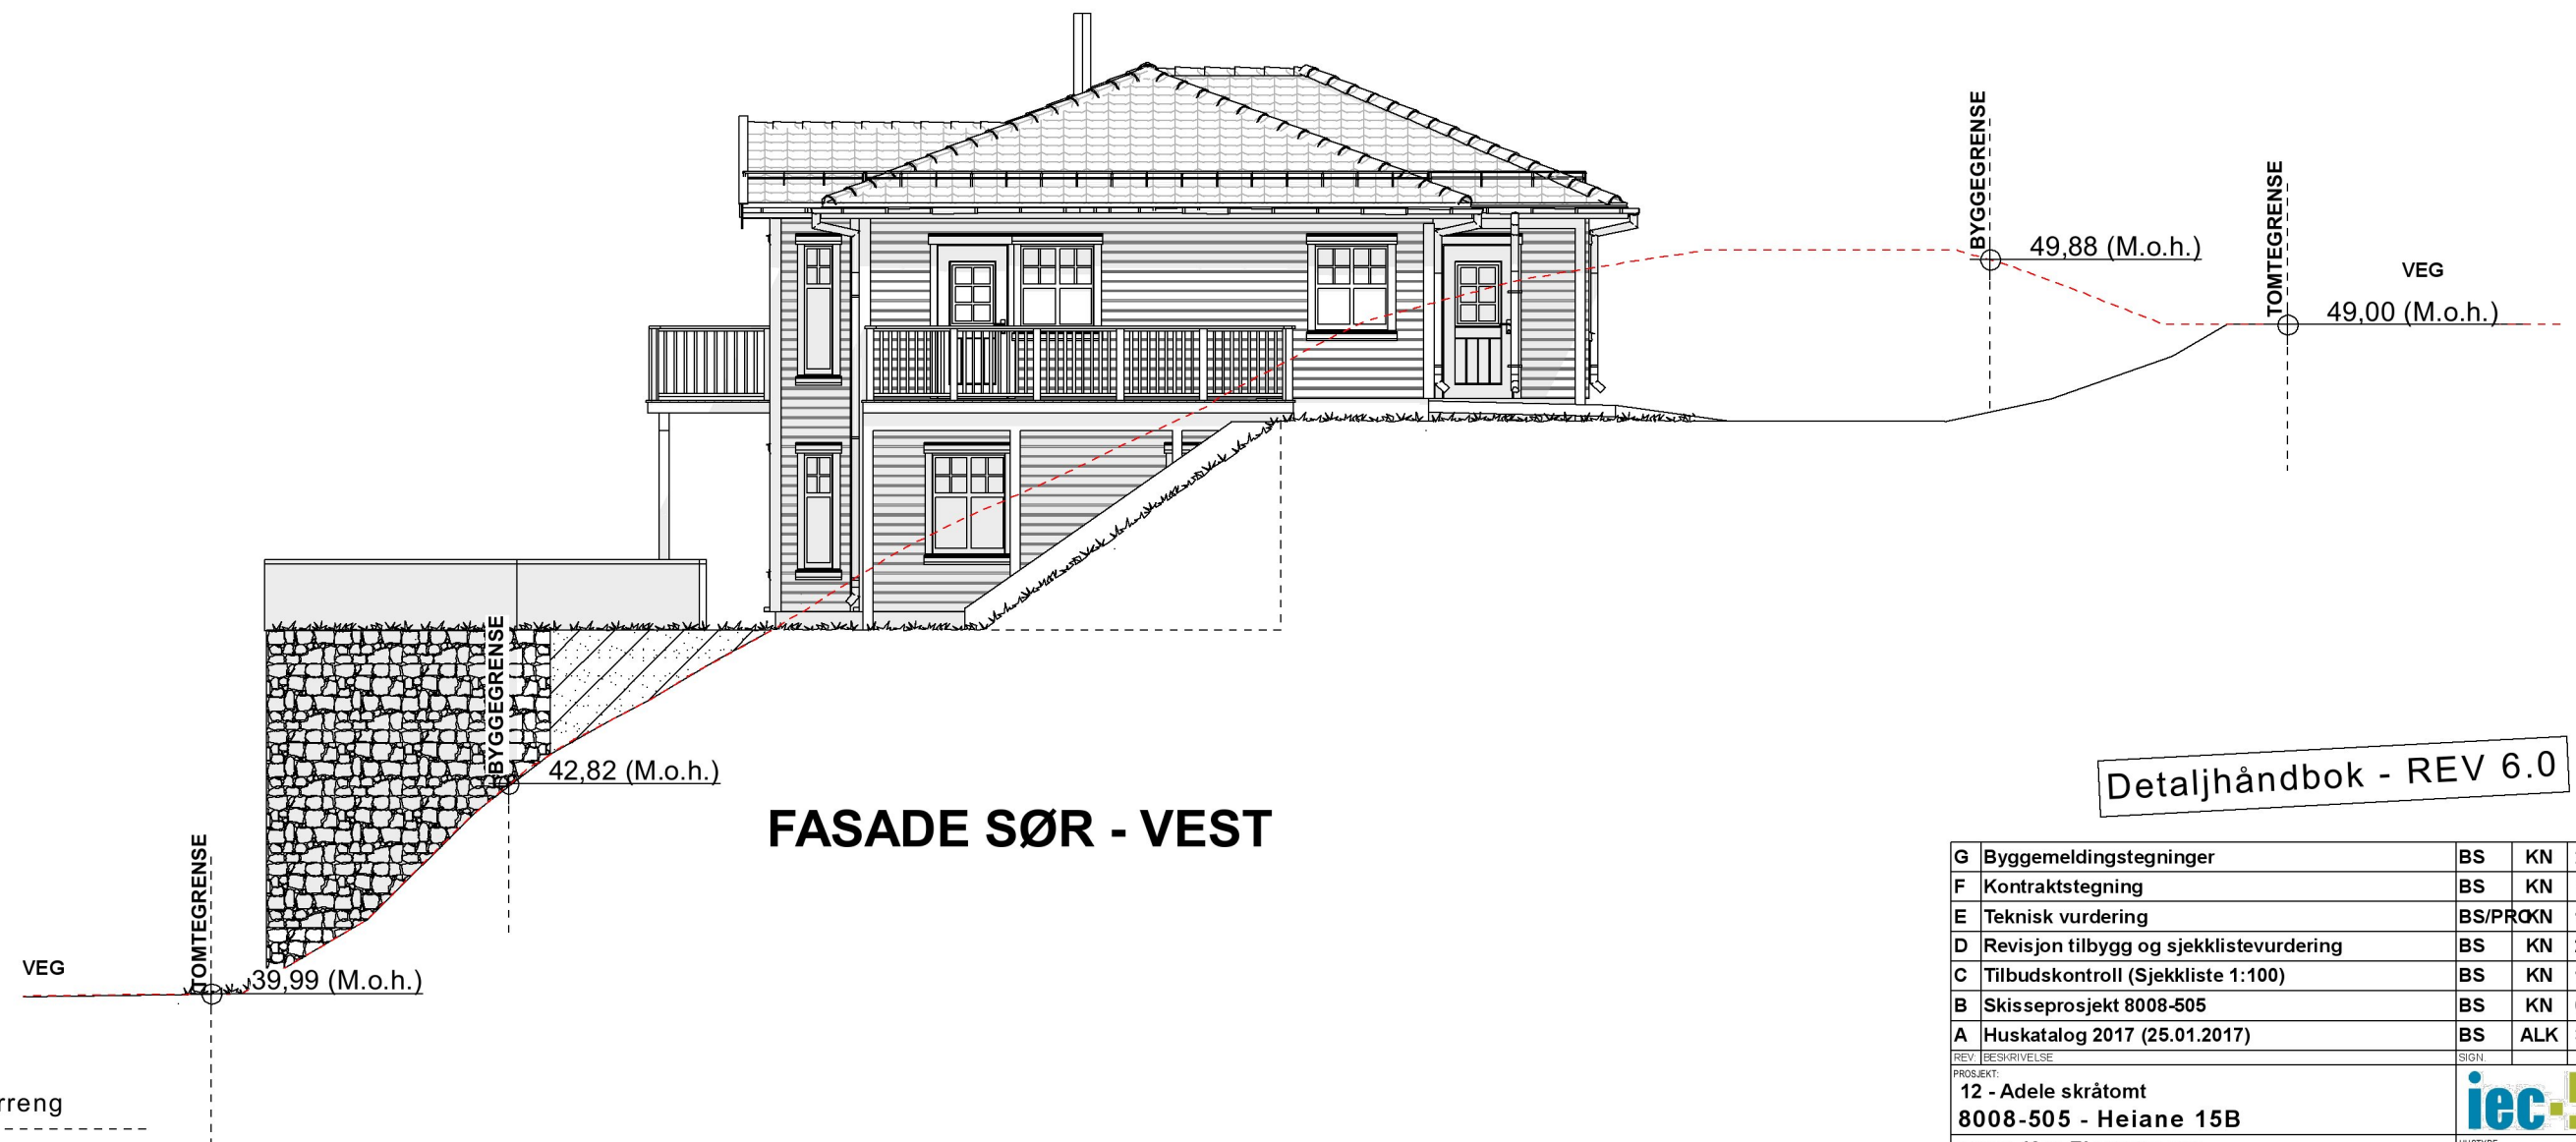 BYGGEGRENSE
49,88 (M.o.h.)
TOMTEGRENSE
VEG
49,00 (M.o.h.)
BYGGEGRENSE
42,82 (M.o.h.)
FASADE SØR - VEST
TOMTEGRENSE
VEG
39,99 (M.o.h.)
rreng
Detaljhåndbok - REV 6.0
G Byggemeldingstegninger BS KN
F Kontraktstegning BS KN
E Teknisk vurdering BS/PRO KN
D Revisjon tilbygg og sjekklistevurdering BS KN
C Tilbudskontroll (Sjekkliste 1:100) BS KN
B Skisseprosjekt 8008-505 BS KN
A Huskatalog 2017 (25.01.2017) BS ALK
REV: BESKRIVELSE SIGN.
PROSJEKT:
12 - Adele skråtomt
8008-505 - Heiane 15B
iec